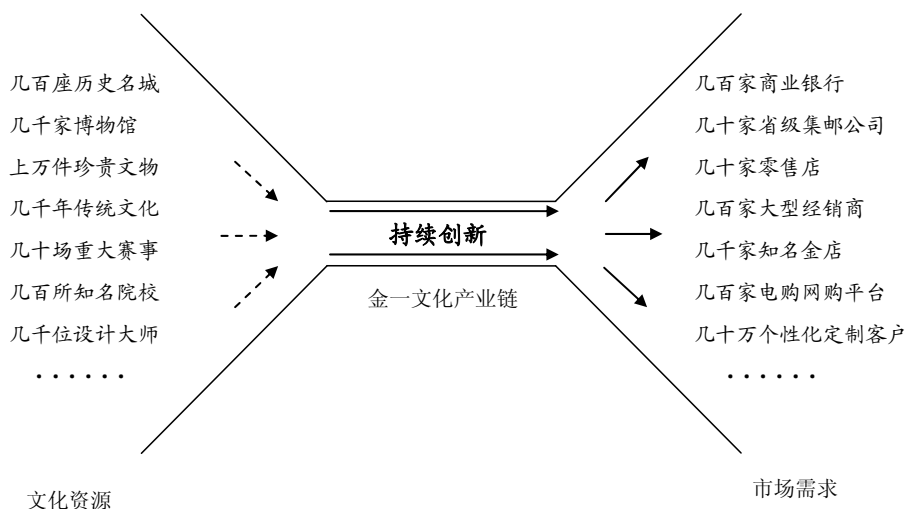 几百座历史名城
几千家博物馆
上万件珍贵文物
几千年传统文化
几十场重大赛事
几百所知名院校
几千位设计大师
······
文化资源
持续创新
金一文化产业链
几百家商业银行
几十家省级集邮公司
几十家零售店
几百家大型经销商
几千家知名金店
几百家电购网购平台
几十万个性化定制客户
······
市场需求